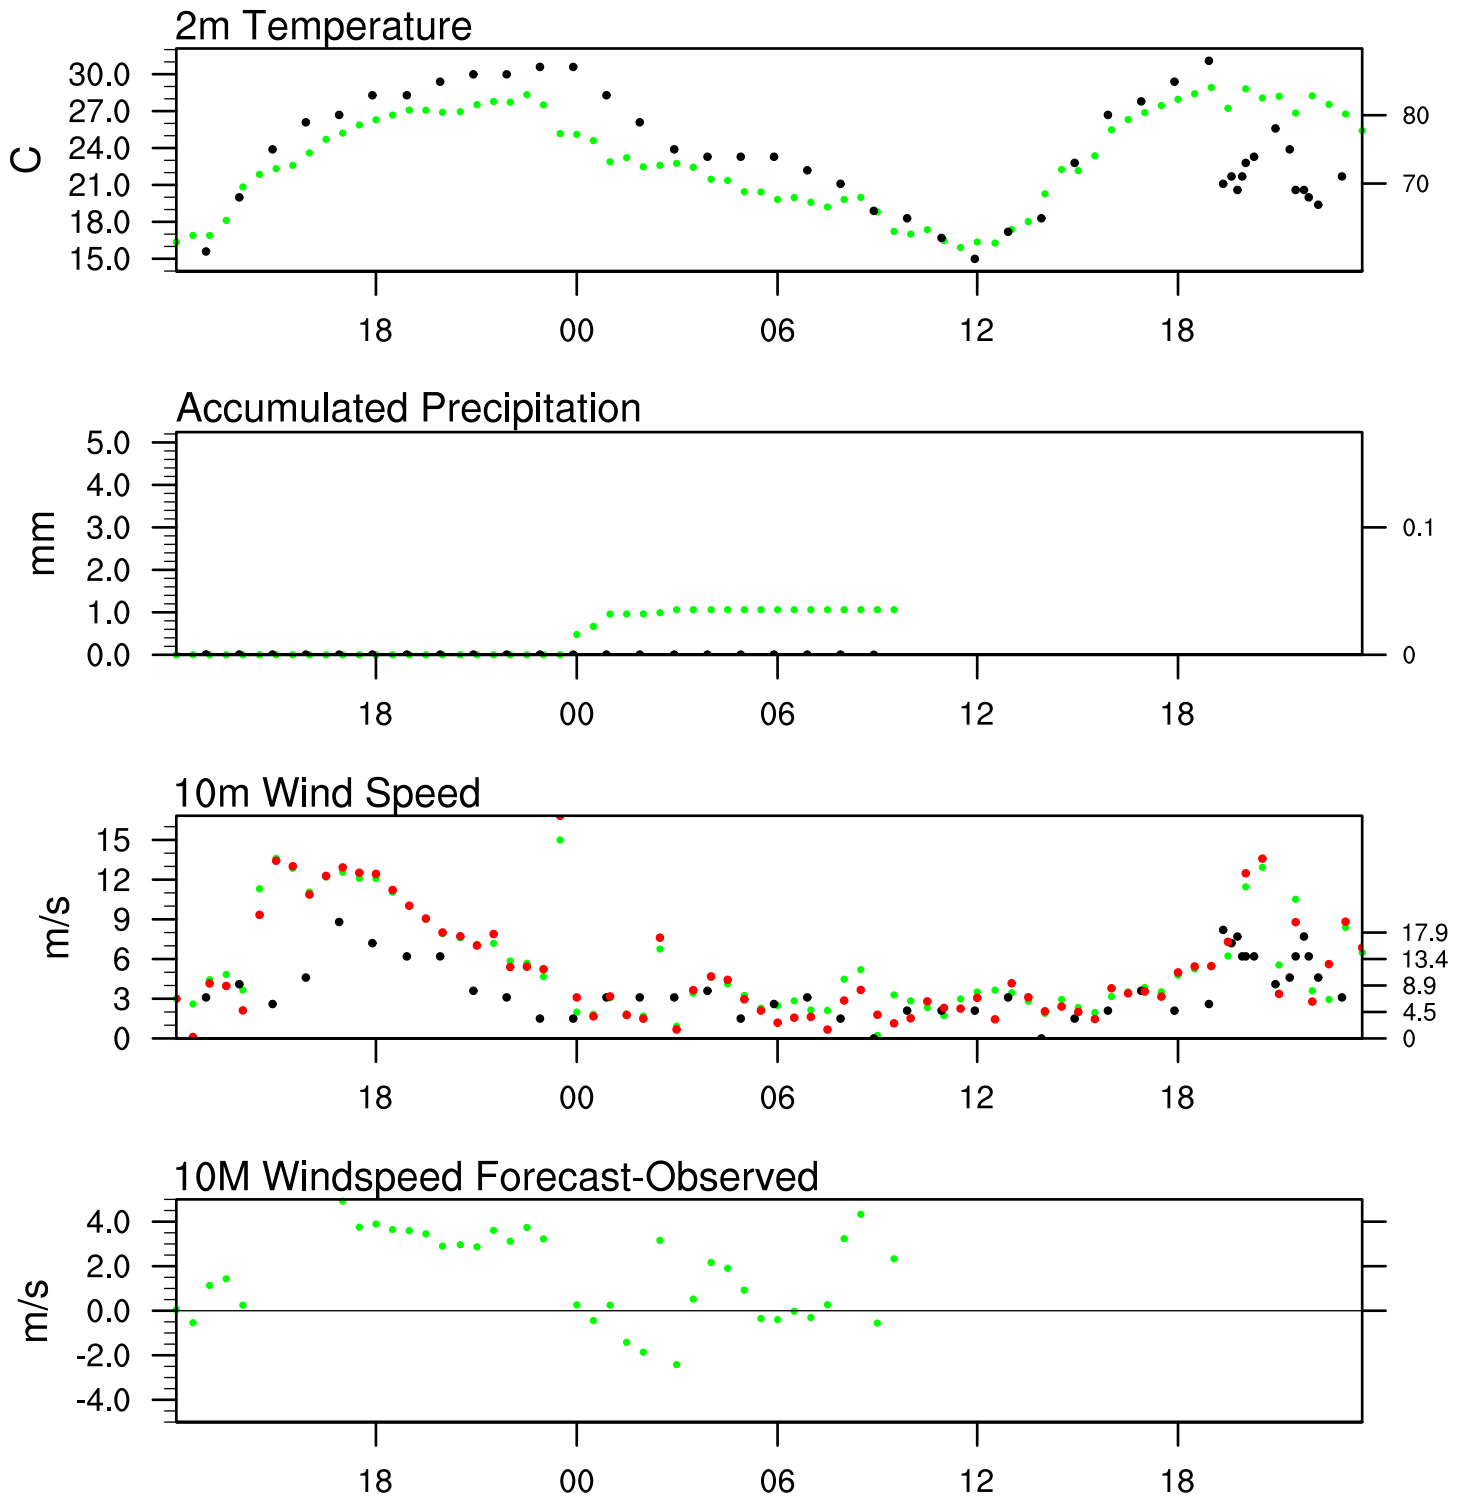 2m Temperature
30.0
27.0
24.0
21.0
18.0
15.0
C
80
70
18 00 06 12 18
Accumulated Precipitation
5.0
4.0
3.0
2.0
1.0
0.0
mm
0.1
0
18 00 06 12 18
10m Wind Speed
15
12
9
6
3
0
m/s
17.9
13.4
8.9
4.5
0
18 00 06 12 18
10M Windspeed Forecast-Observed
4.0
2.0
0.0
-2.0
-4.0
m/s
18 00 06 12 18